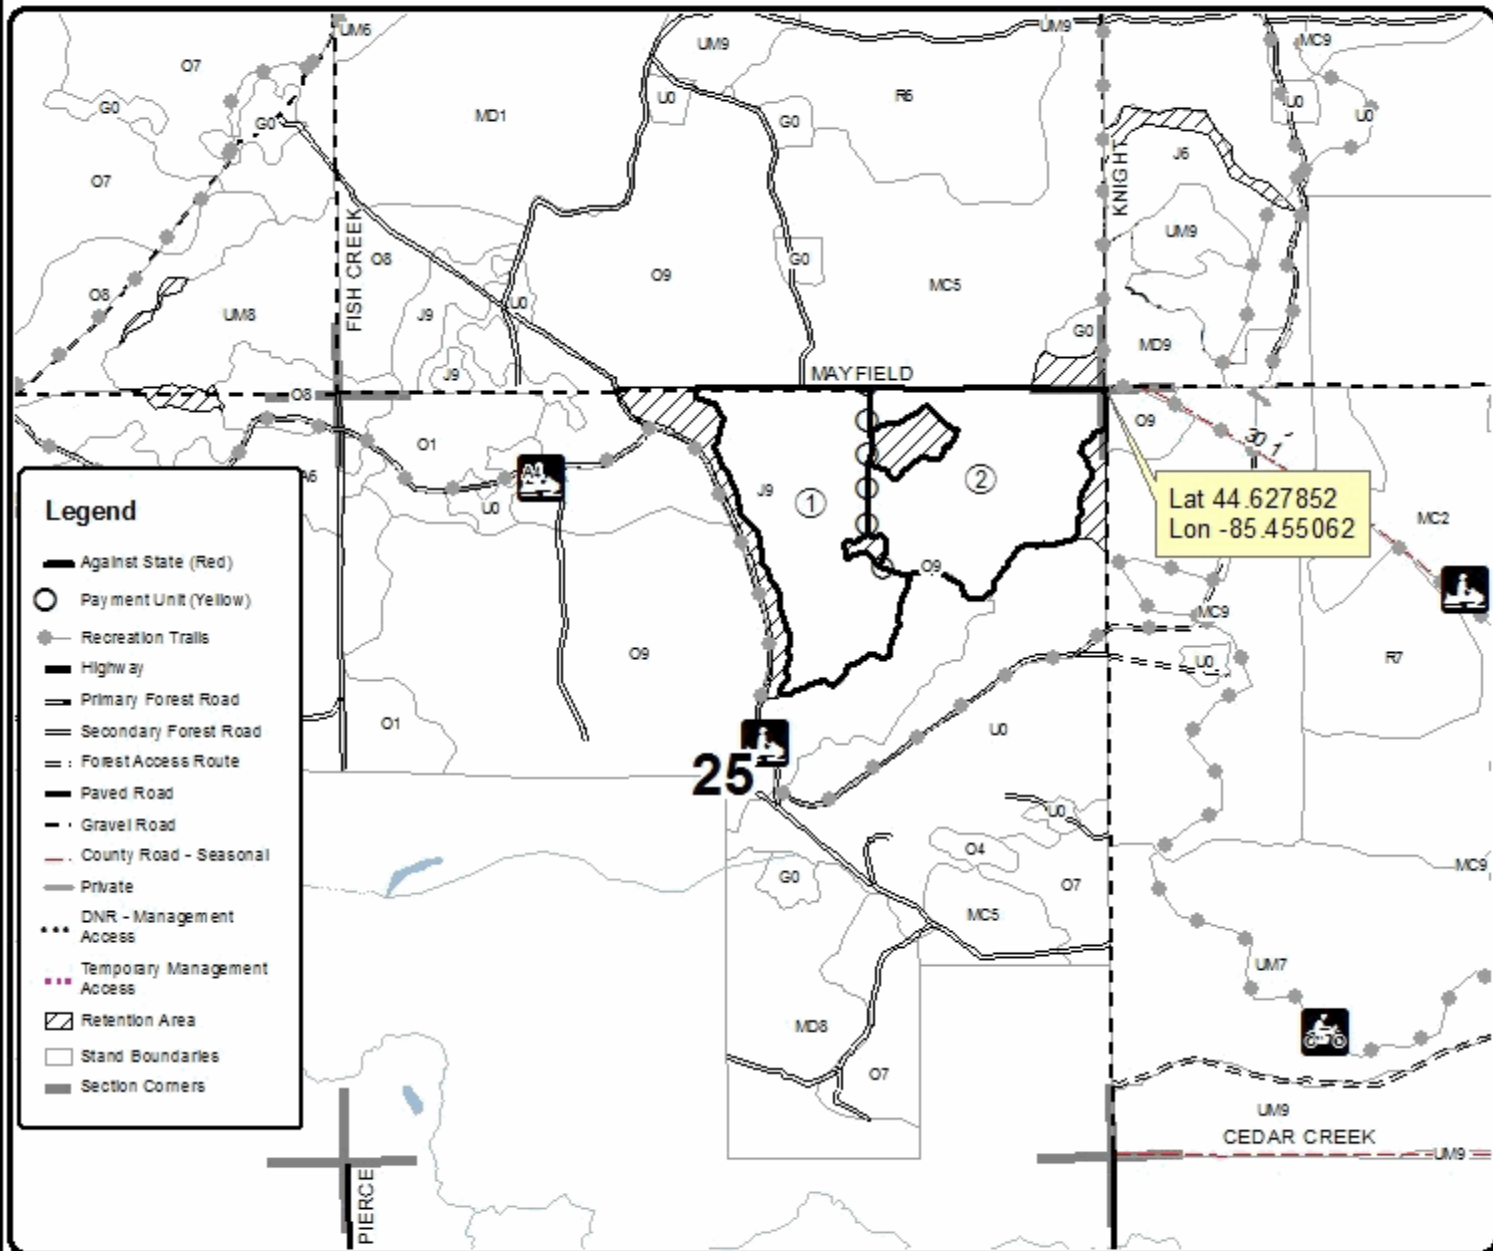 UM6
UM9
UM9
MC9
O7
G0
G0
MD1
U0
G0
R6
U0
U0
O7
J6
KNIGHT
UM9
O8
FISH CREEK
O8
UM8
J9
U0
O9
G0
MC5
G0
MD9
J9
MAYFIELD
O8
O1
A4
U0
J9
1
2
O9
30.1
Lat 44.627852
Lon -85.455062
MC2
O9
MC9
U0
R7
O9
O1
U0
25
U0
O4
G0
O7
MC5
MC9
UM7
MD8
O7
UM9
CEDAR CREEK
UM9
PIERCE
Legend
Against State (Red)
Payment Unit (Yellow)
Recreation Trails
Highway
Primary Forest Road
Secondary Forest Road
Forest Access Route
Paved Road
Gravel Road
County Road - Seasonal
Private
DNR - Management
Access
Temporary Management
Access
Retention Area
Stand Boundaries
Section Corners